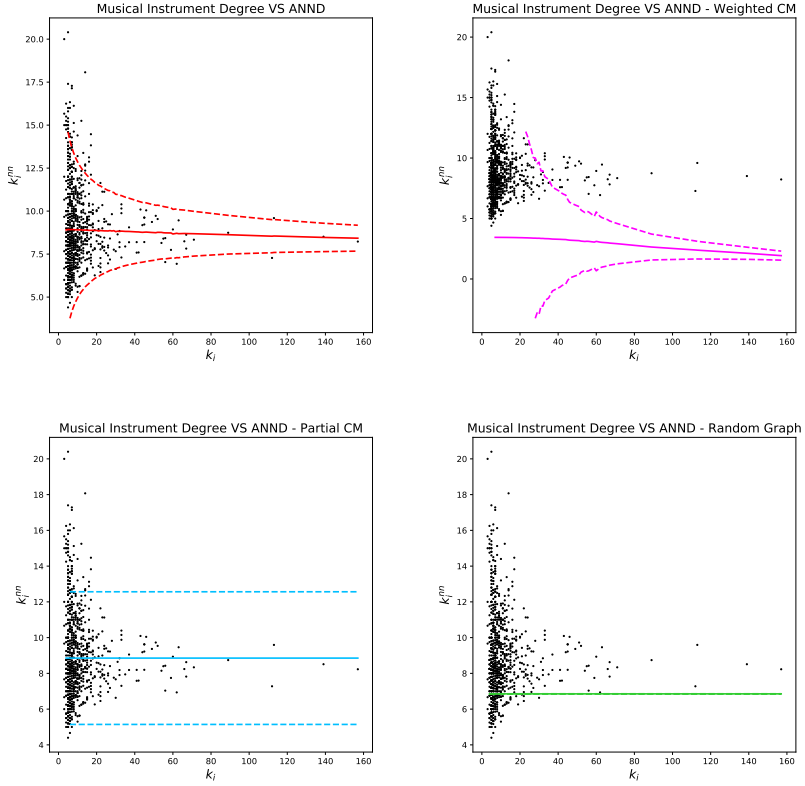 Musical Instrument Degree VS ANND
20.0
17.5
15.0
12.5
10.0
7.5
5.0
k_i^{nn}
0 20 40 60 80 100 120 140 160
k_i
Musical Instrument Degree VS ANND - Weighted CM
20
15
10
5
0
k_i^{nn}
0 20 40 60 80 100 120 140 160
k_i
Musical Instrument Degree VS ANND - Partial CM
20
18
16
14
12
10
8
6
4
k_i^{nn}
0 20 40 60 80 100 120 140 160
k_i
Musical Instrument Degree VS ANND - Random Graph
20
18
16
14
12
10
8
6
4
k_i^{nn}
0 20 40 60 80 100 120 140 160
k_i